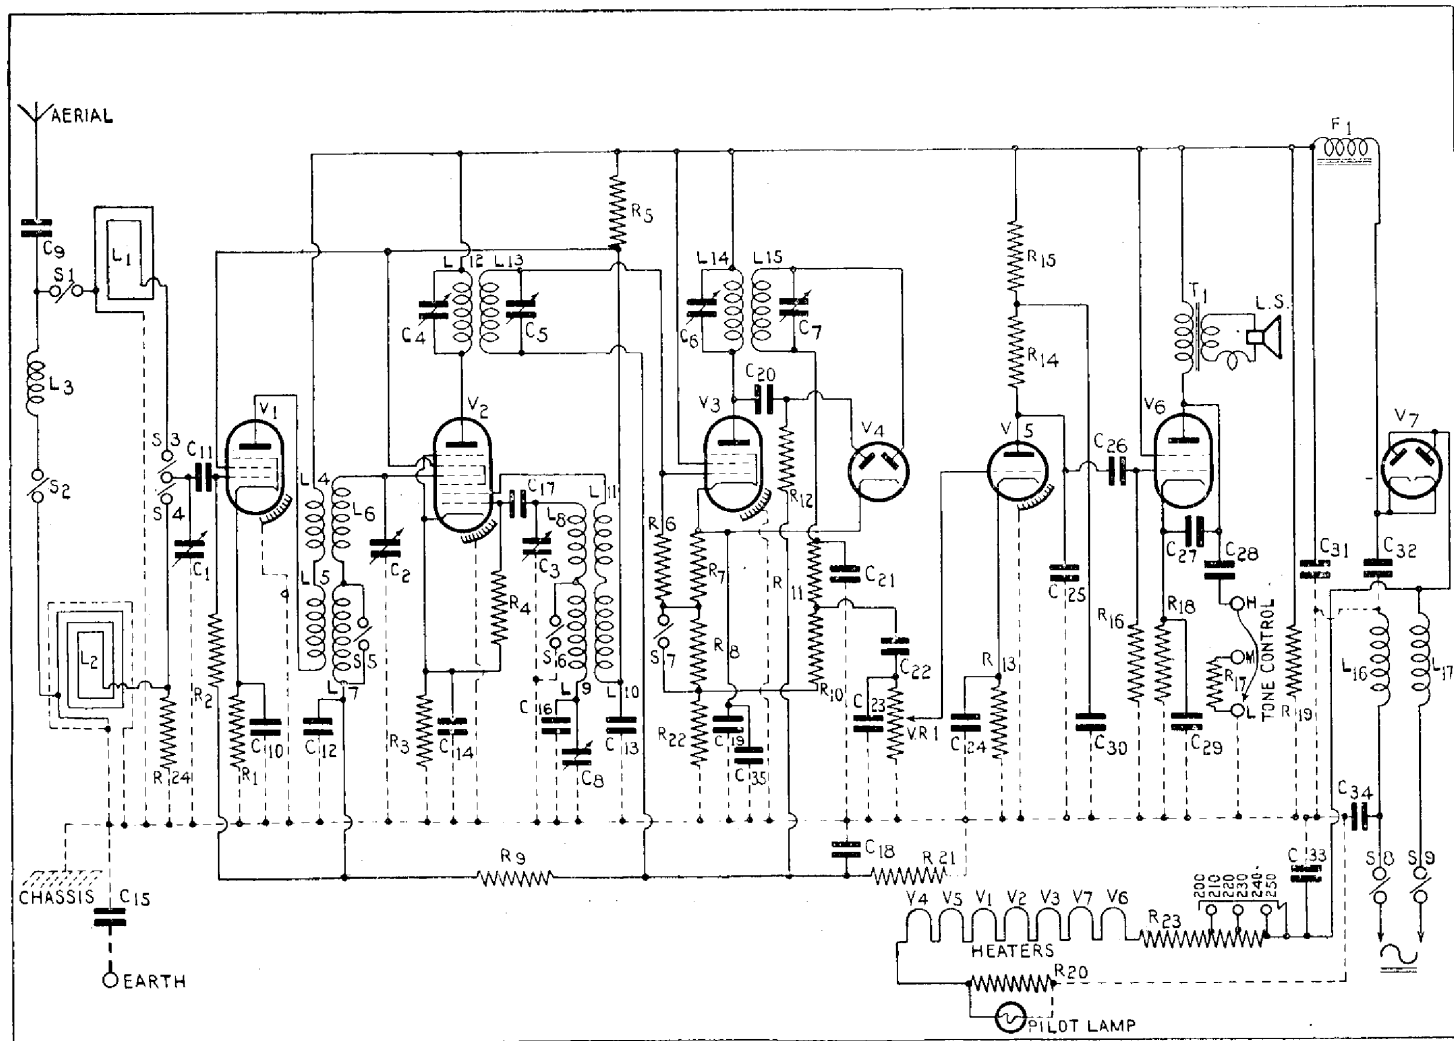 AERIAL
C9
S1
L1
L3
S2
L2
S3
S4
C11
C1
R24
R2
V1
R1
C10
L4
L5
L6
L7
S5
C12
C2
C4
L12
L13
C5
V2
C17
R3
C14
R4
C3
L8
L11
S6
L9
L10
C16
C8
C13
R5
R6
S7
L14
L15
C6
C7
V3
C20
R12
V4
R7
R8
R22
C19
C35
R11
R10
C21
C22
C23
V.R.1
R15
R14
V5
C24
R13
C25
C30
C26
R16
V6
T1
L.S.
C27
C28
R18
C29
H
M
L
R17
TONE CONTROL
R19
F1
C31
C32
V7
L16
L17
C34
C33
S8
S9
CHASSIS
C15
EARTH
R9
C18
R21
V4 V5 V1 V2 V3 V7 V6
HEATERS
R23
200
210
220
230
240
250
R20
PILOT LAMP